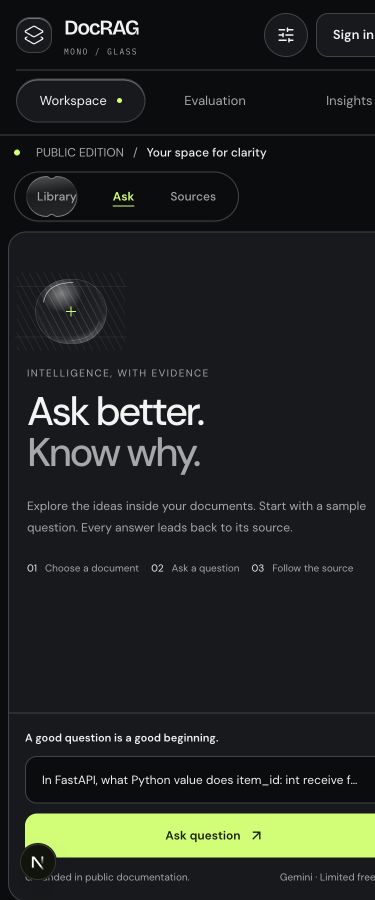 DocRAG
MONO / GLASS
Sign in
Workspace
Evaluation
Insights
PUBLIC EDITION / Your space for clarity
Library
Ask
Sources
INTELLIGENCE, WITH EVIDENCE
Ask better.
Know why.
Explore the ideas inside your documents. Start with a sample
question. Every answer leads back to its source.
01 Choose a document 02 Ask a question 03 Follow the source
A good question is a good beginning.
In FastAPI, what Python value does item_id: int receive f...
Ask question
N
in public documentation.
Gemini · Limited free